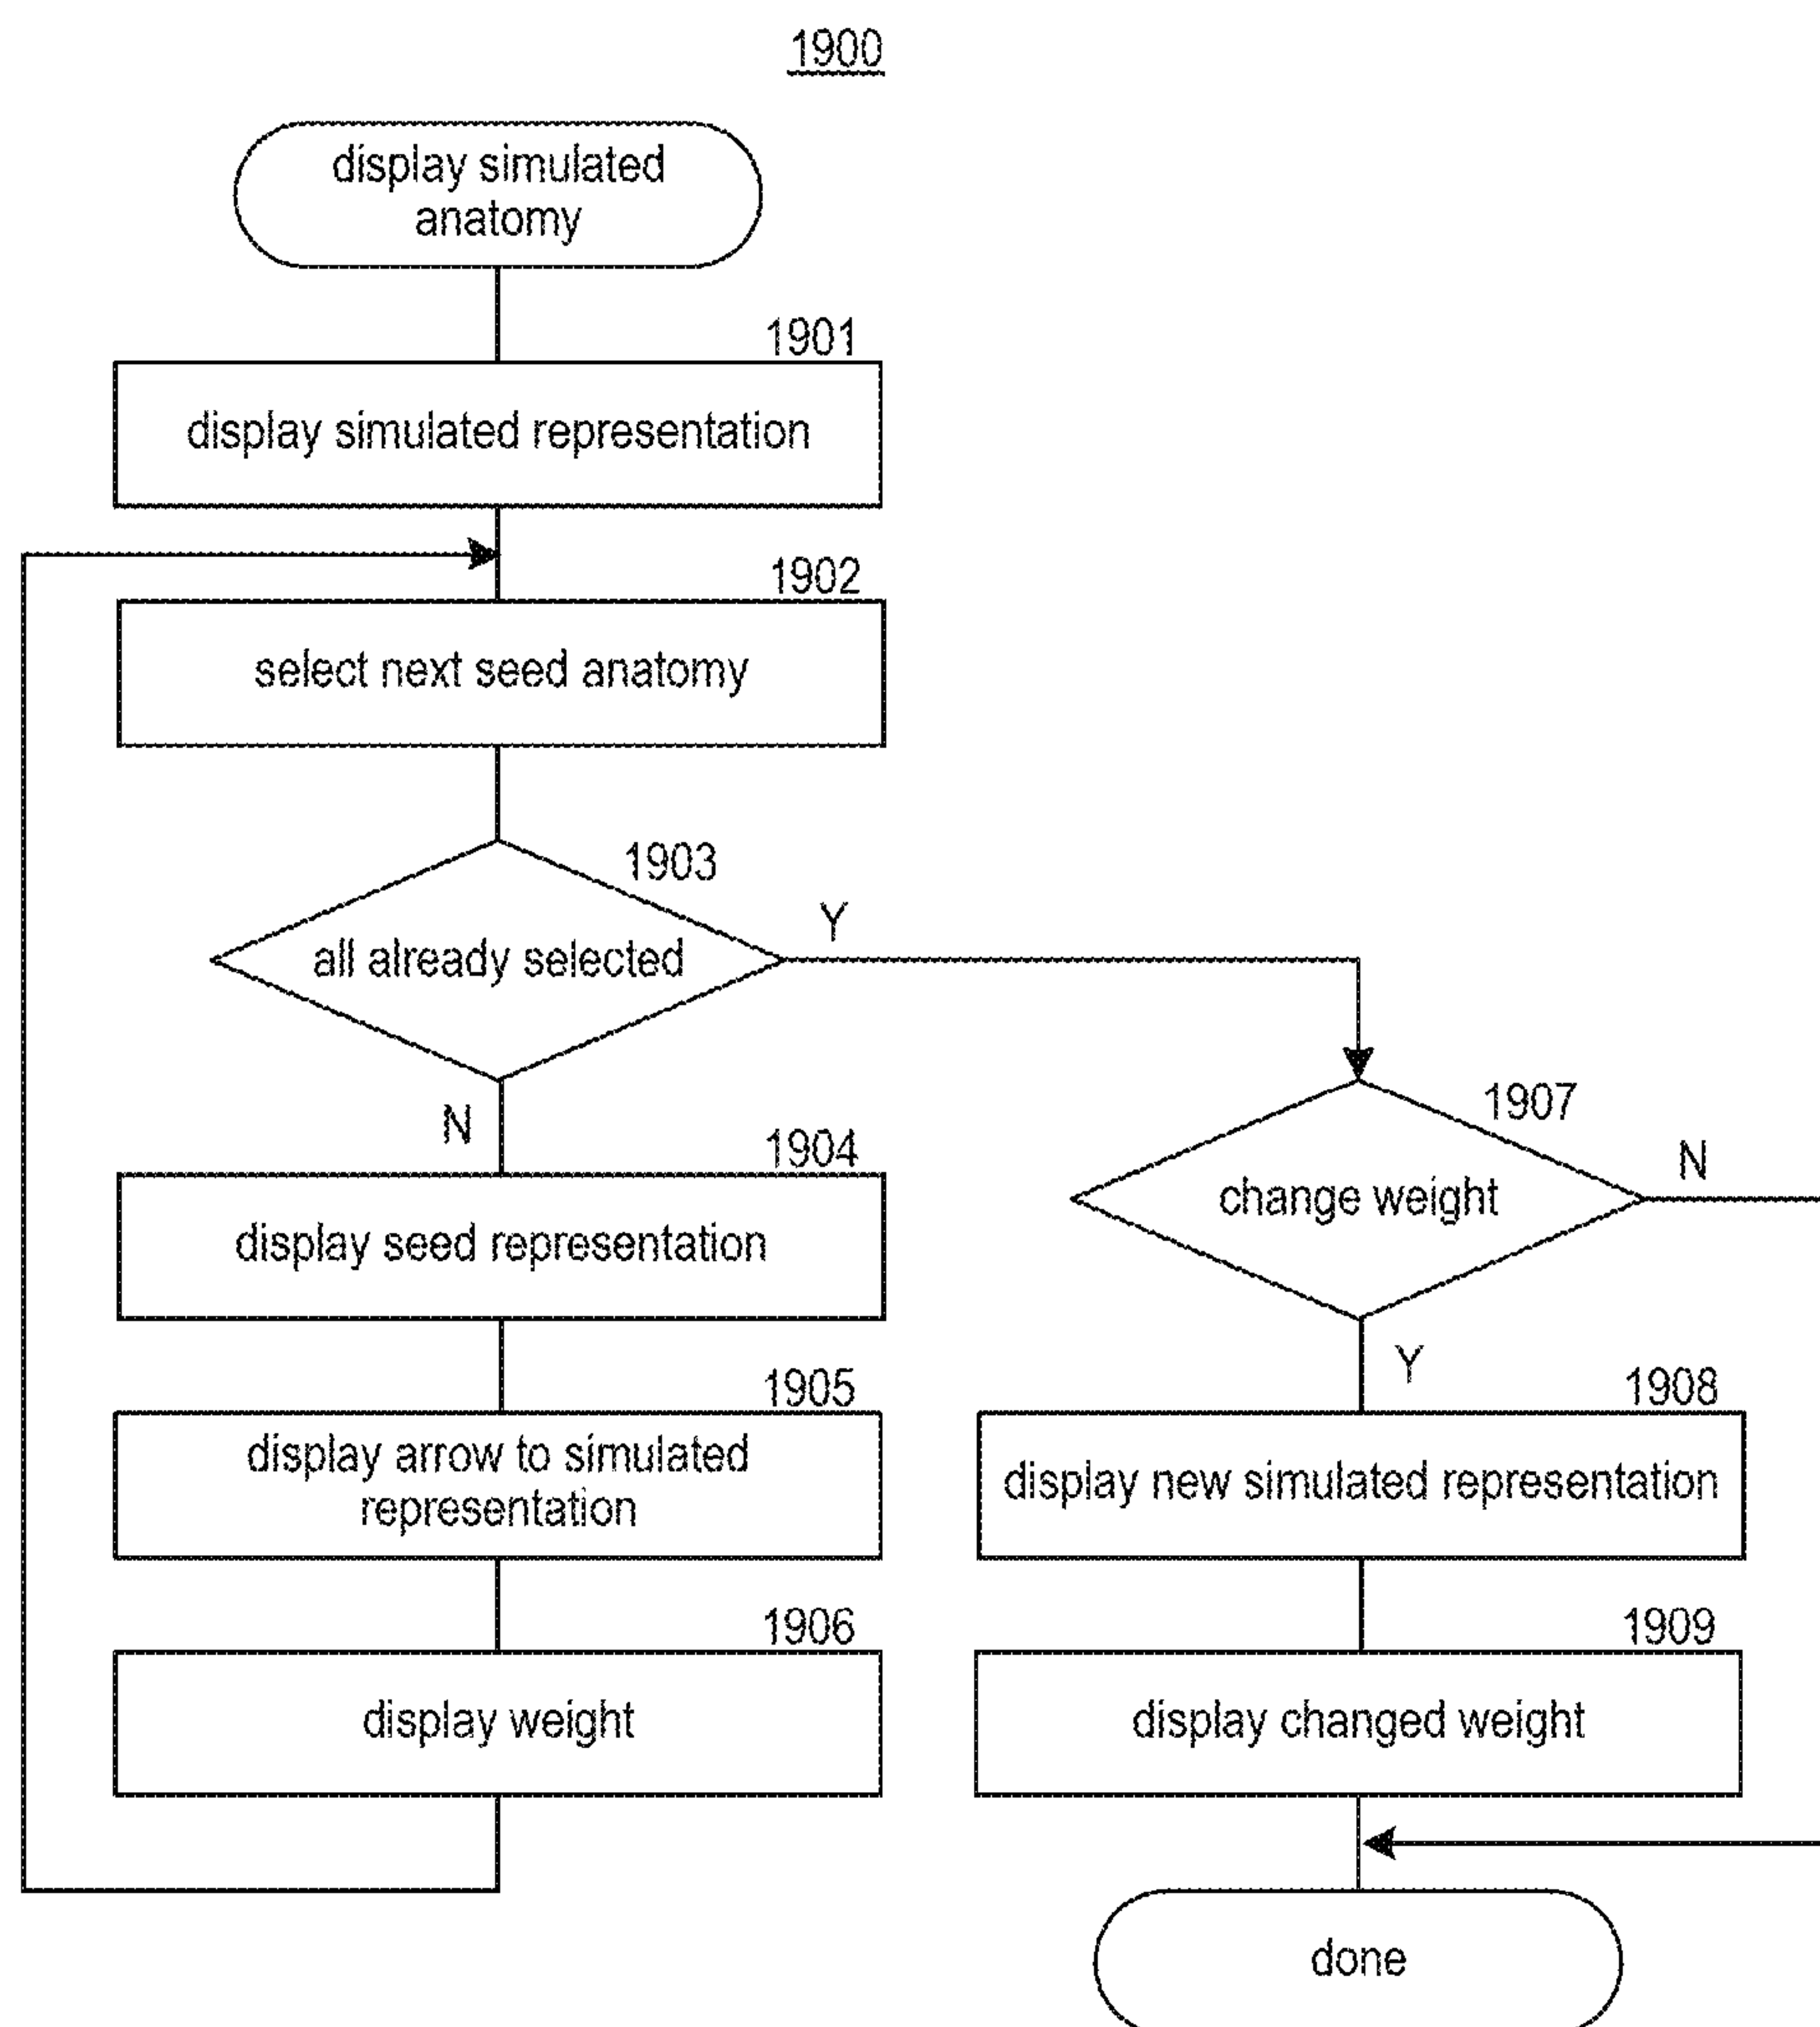 1900
display simulated
anatomy
1901
display simulated representation
1902
select next seed anatomy
1903
all already selected
Y
N
1904
display seed representation
1905
display arrow to simulated
representation
1906
display weight
1907
change weight
N
Y
1908
display new simulated representation
1909
display changed weight
done